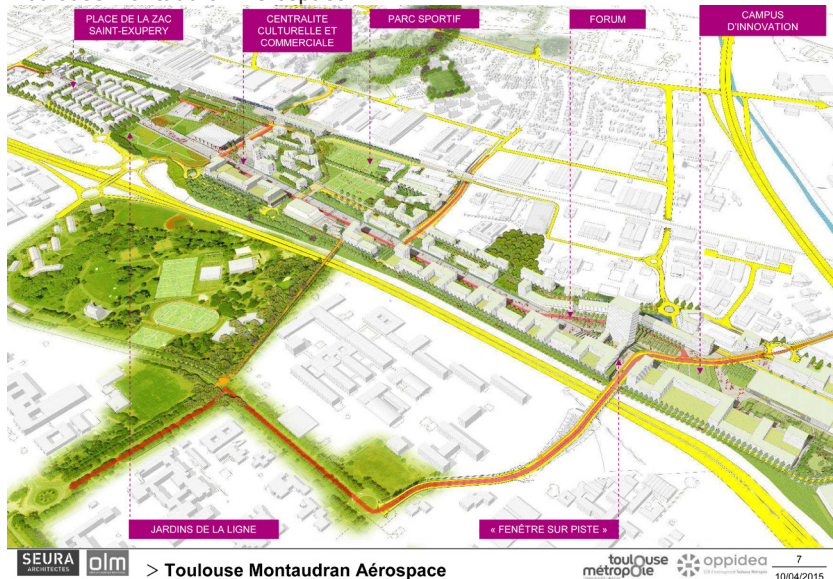 PLACE DE LA ZAC
SAINT-EXUPERY
CENTRALITE
CULTURELLE ET
COMMERCIALE
PARC SPORTIF
FORUM
CAMPUS
D'INNOVATION
JARDINS DE LA LIGNE
« FENÊTRE SUR PISTE »
SEURA
ARCHITECTES
olm
> Toulouse Montaudran Aérospace
toulOuse
métropOle
oppidea
7
10/04/2015